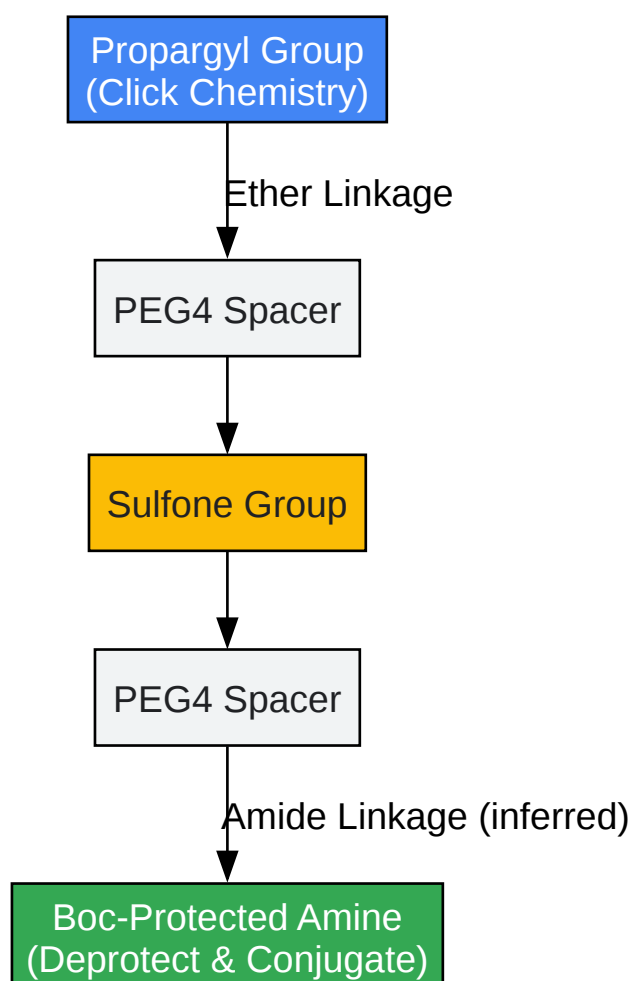 Propargyl Group
(Click Chemistry)
Ether Linkage
PEG4 Spacer
Sulfone Group
PEG4 Spacer
Amide Linkage (inferred)
Boc-Protected Amine
(Deprotect & Conjugate)